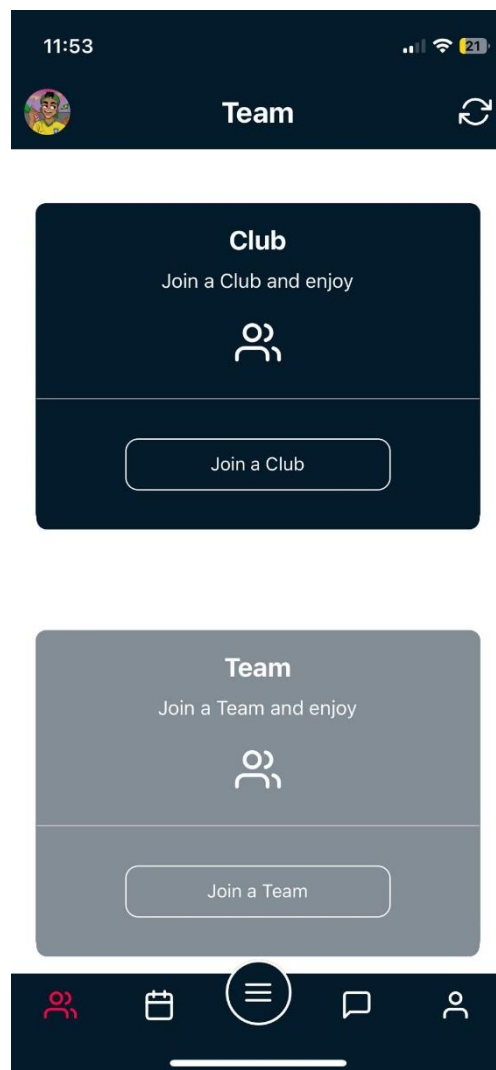 11:53
21
Team
Club
Join a Club and enjoy
Join a Club
Team
Join a Team and enjoy
Join a Team